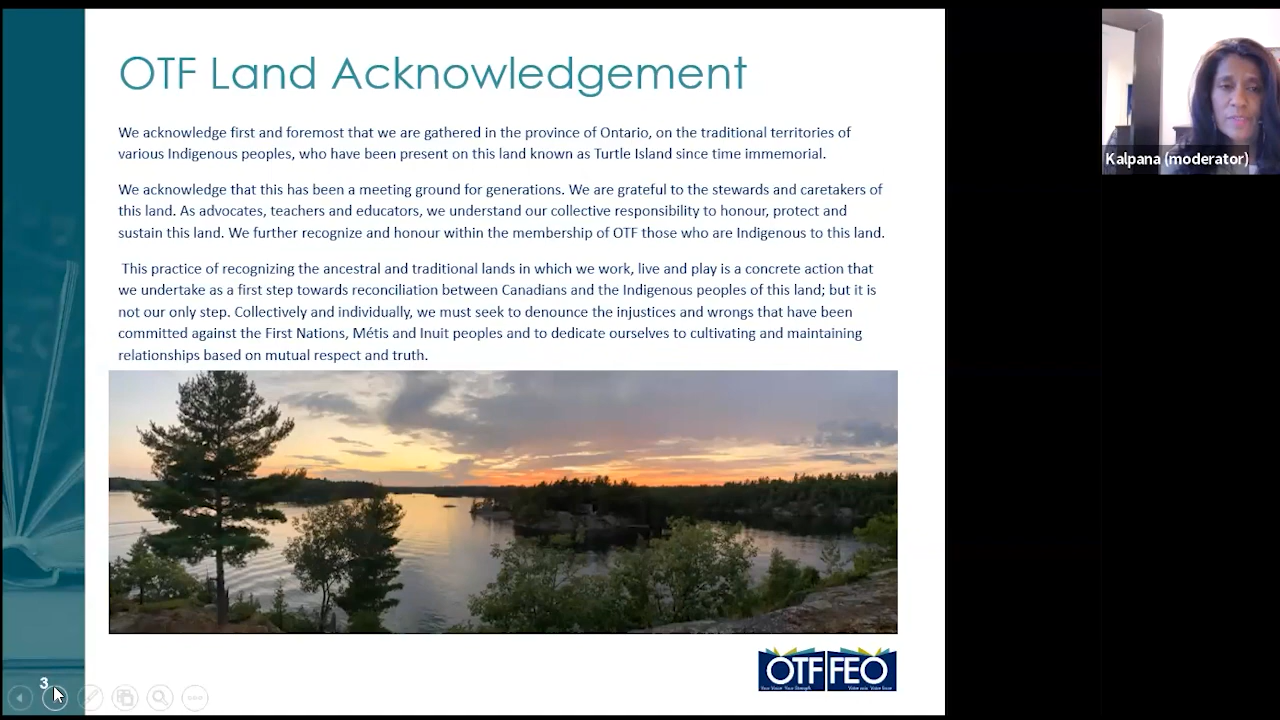 OTF Land Acknowledgement
We acknowledge first and foremost that we are gathered in the province of Ontario, on the traditional territories of
various Indigenous peoples, who have been present on this land known as Turtle Island since time immemorial.
We acknowledge that this has been a meeting ground for generations. We are grateful to the stewards and caretakers of
this land. As advocates, teachers and educators, we understand our collective responsibility to honour, protect and
sustain this land. We further recognize and honour within the membership of OTF those who are Indigenous to this land.
This practice of recognizing the ancestral and traditional lands in which we work, live and play is a concrete action that
we undertake as a first step towards reconciliation between Canadians and the Indigenous peoples of this land; but it is
not our only step. Collectively and individually, we must seek to denounce the injustices and wrongs that have been
committed against the First Nations, Métis and Inuit peoples and to dedicate ourselves to cultivating and maintaining
relationships based on mutual respect and truth.
Kalpana (moderator)
OTF FEO
3